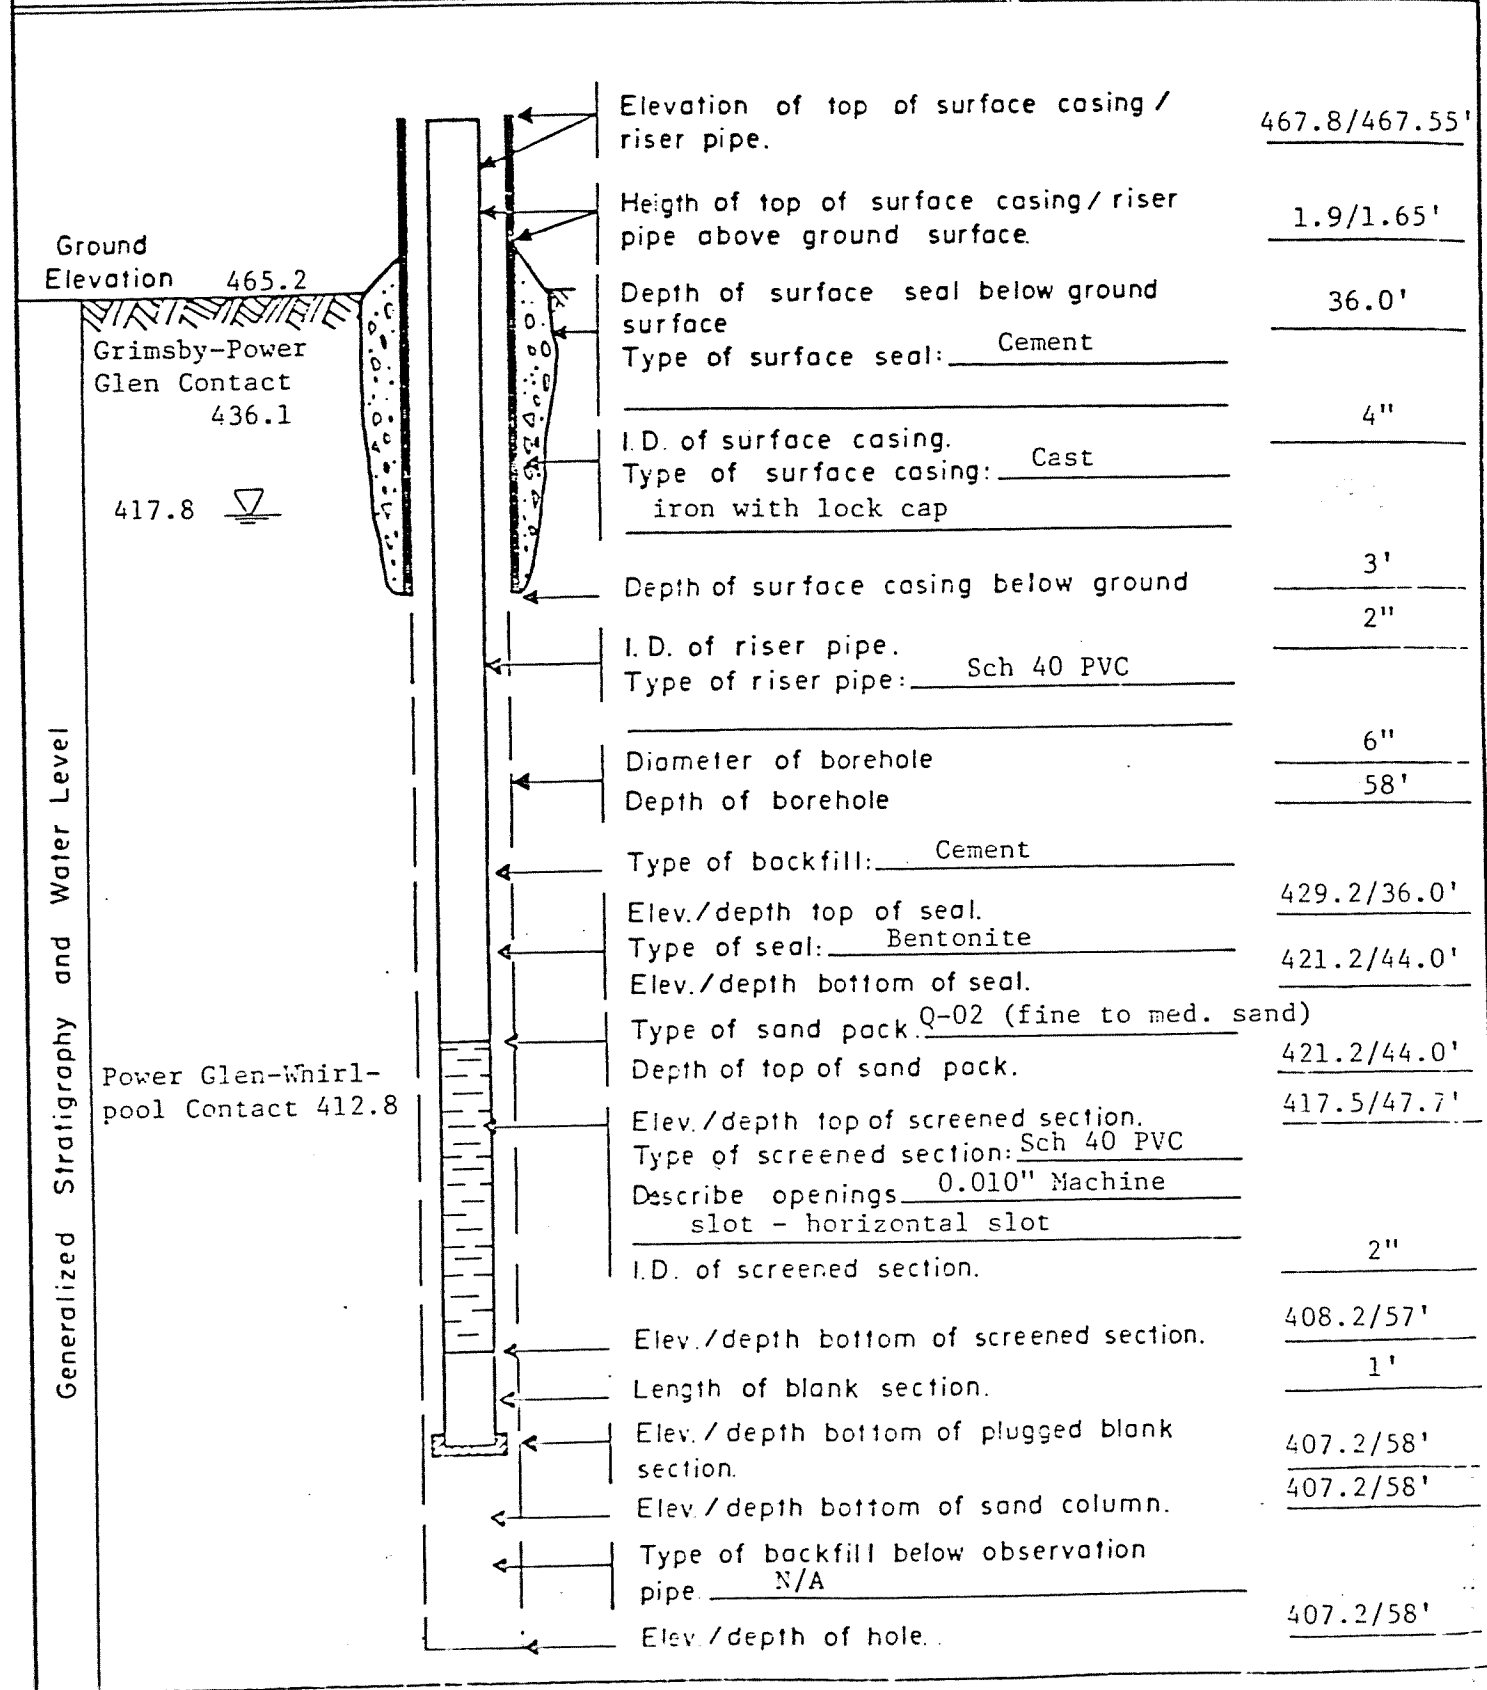 Elevation of top of surface casing / 467.8/467.55'
riser pipe.
Heigth of top of surface casing / riser 1.9/1.65'
pipe above ground surface.
Ground
Elevation 465.2
Depth of surface seal below ground 36.0'
surface
Type of surface seal: Cement
Grimsby-Power
Glen Contact
436.1
I.D. of surface casing. 4"
Type of surface casing: Cast
iron with lock cap
417.8
Depth of surface casing below ground 3'
I.D. of riser pipe. 2"
Type of riser pipe: Sch 40 PVC
Diameter of borehole 6"
Depth of borehole 58'
Type of backfill: Cement
Elev./depth top of seal. 429.2/36.0'
Type of seal: Bentonite
Elev./depth bottom of seal. 421.2/44.0'
Type of sand pack. Q-02 (fine to med. sand)
Depth of top of sand pack. 421.2/44.0'
Power Glen-Whirl-
pool Contact 412.8
Elev./depth top of screened section. 417.5/47.7'
Type of screened section: Sch 40 PVC
Describe openings 0.010" Machine
slot - horizontal slot
I.D. of screened section. 2"
Elev./depth bottom of screened section. 408.2/57'
Length of blank section. 1'
Elev./depth bottom of plugged blank 407.2/58'
section.
Elev./depth bottom of sand column. 407.2/58'
Type of backfill below observation
pipe. N/A
Elev./depth of hole. 407.2/58'
Generalized Stratigraphy and Water Level